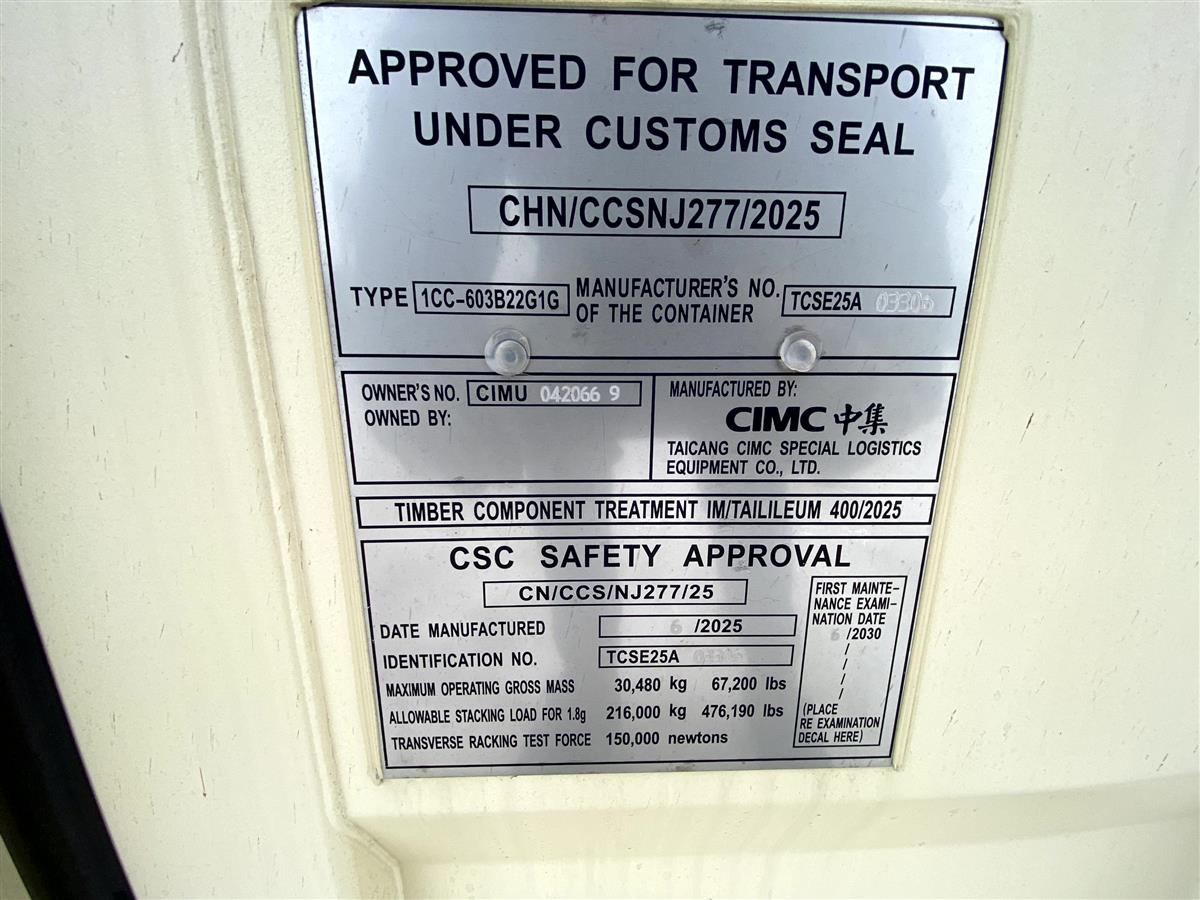 APPROVED FOR TRANSPORT
UNDER CUSTOMS SEAL
CHN/CCSNJ277/2025
TYPE 1CC-603B22G1G MANUFACTURER'S NO. OF THE CONTAINER TCSE25A
OWNER'S NO. CIMU 042066 9
OWNED BY:
MANUFACTURED BY:
CIMC 中集
TAICANG CIMC SPECIAL LOGISTICS
EQUIPMENT CO., LTD.
TIMBER COMPONENT TREATMENT IM/TAILILEUM 400/2025
CSC SAFETY APPROVAL
CN/CCS/NJ277/25
DATE MANUFACTURED 6 /2025
IDENTIFICATION NO. TCSE25A
MAXIMUM OPERATING GROSS MASS 30,480 kg 67,200 lbs
ALLOWABLE STACKING LOAD FOR 1.8g 216,000 kg 476,190 lbs
TRANSVERSE RACKING TEST FORCE 150,000 newtons
FIRST MAINTE-
NANCE EXAMI-
NATION DATE
6 /2030
/
/
/
/
(PLACE
RE EXAMINATION
DECAL HERE)